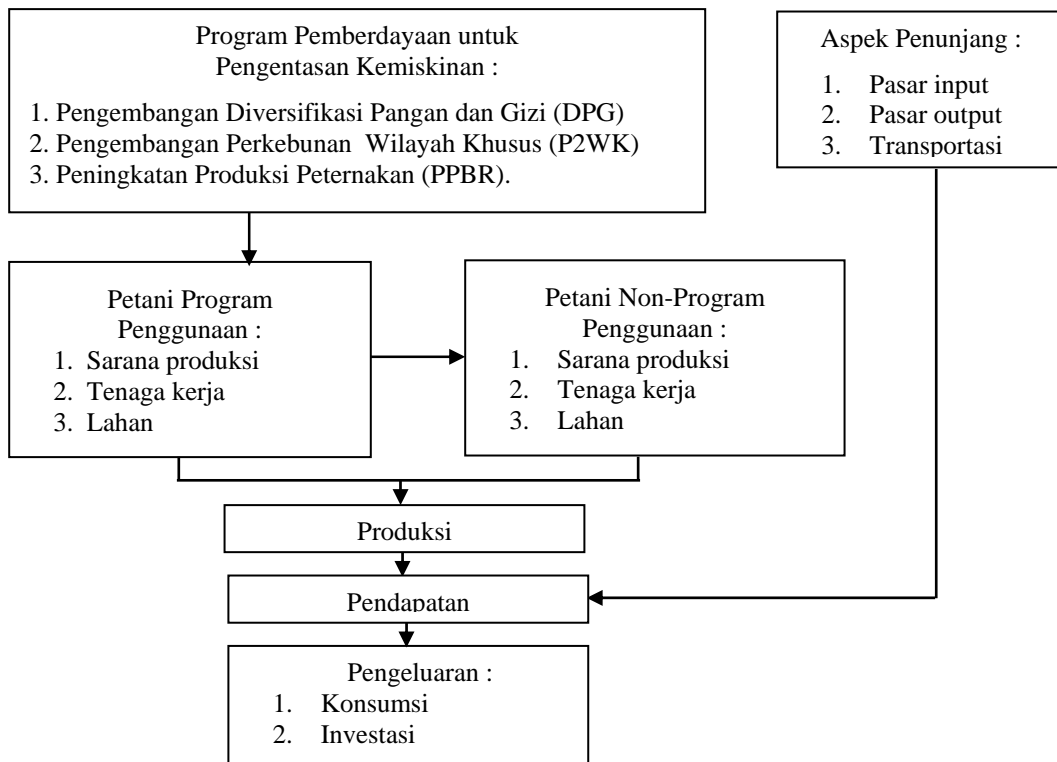 Program Pemberdayaan untuk
Pengentasan Kemiskinan :
1. Pengembangan Diversifikasi Pangan dan Gizi (DPG)
2. Pengembangan Perkebunan Wilayah Khusus (P2WK)
3. Peningkatan Produksi Peternakan (PPBR).
Aspek Penunjang :
1. Pasar input
2. Pasar output
3. Transportasi
Petani Program
Penggunaan :
1. Sarana produksi
2. Tenaga kerja
3. Lahan
Petani Non-Program
Penggunaan :
1. Sarana produksi
2. Tenaga kerja
3. Lahan
Produksi
Pendapatan
Pengeluaran :
1. Konsumsi
2. Investasi